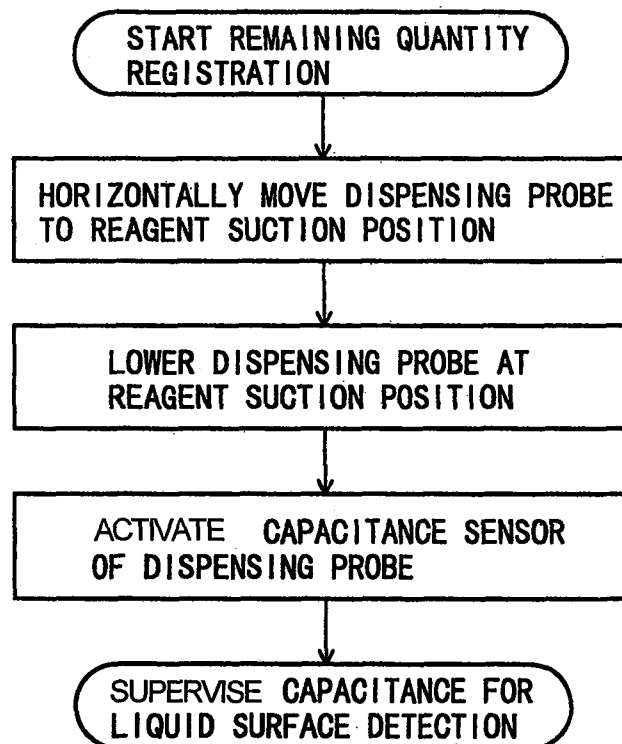 START REMAINING QUANTITY
REGISTRATION
HORIZONTALLY MOVE DISPENSING PROBE
TO REAGENT SUCTION POSITION
LOWER DISPENSING PROBE AT
REAGENT SUCTION POSITION
ACTIVATE CAPACITANCE SENSOR
OF DISPENSING PROBE
SUPERVISE CAPACITANCE FOR
LIQUID SURFACE DETECTION